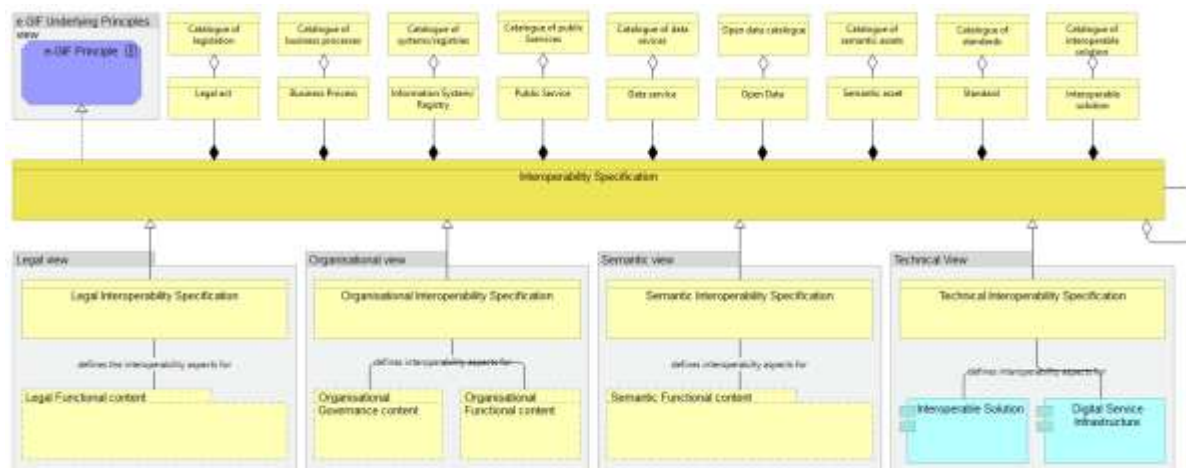 e-GIF Underlying Principles
view
e-GIF Principle
Catalogue of
legislation
Catalogue of
business processes
Catalogue of
systems/registries
Catalogue of public
Services
Catalogue of data
sevices
Open data catalogue
Catalogue of
semantic assets
Catalogue of
standards
Catalogue of
interoperable
solution
Legal act
Business Process
Information System/
Registry
Public Service
Data service
Open Data
Semantic asset
Standard
Interoperable
solution
Interoperability Specification
Legal view
Organisational view
Semantic view
Technical View
Legal Interoperability Specification
Organisational Interoperability Specification
Semantic Interoperability Specification
Technical Interoperability Specification
defines the interoperability aspects for
defines interoperability aspects for
defines interoperability aspects for
defines interoperability aspects for
Legal Functional content
Organisational
Governance content
Organisational
Functional content
Semantic Functional content
Interoperable Solution
Digital Service
Infrastructure